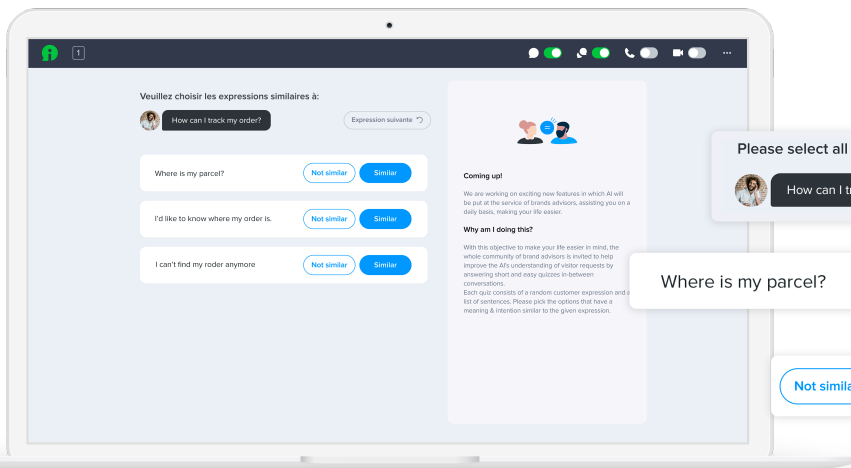 1
Veuillez choisir les expressions similaires à:
How can I track my order?
Expression suivante
Where is my parcel?
Not similar
Similar
I'd like to know where my order is.
Not similar
Similar
I can't find my roder anymore
Not similar
Similar
Coming up!
We are working on exciting new features in which AI will
be put at the service of brands advisors, assisting you on a
daily basis, making your life easier.
Why am I doing this?
With this objective to make your life easier in mind, the
whole community of brand advisors is invited to help
improve the AI's understanding of visitor requests by
answering short and easy quizzes in-between
conversations.
Each quiz consists of a random customer expression and
list of sentences. Please pick the options that have a
meaning & intention similar to the given expression.
Please select all
How can I
Where is my parcel?
Not